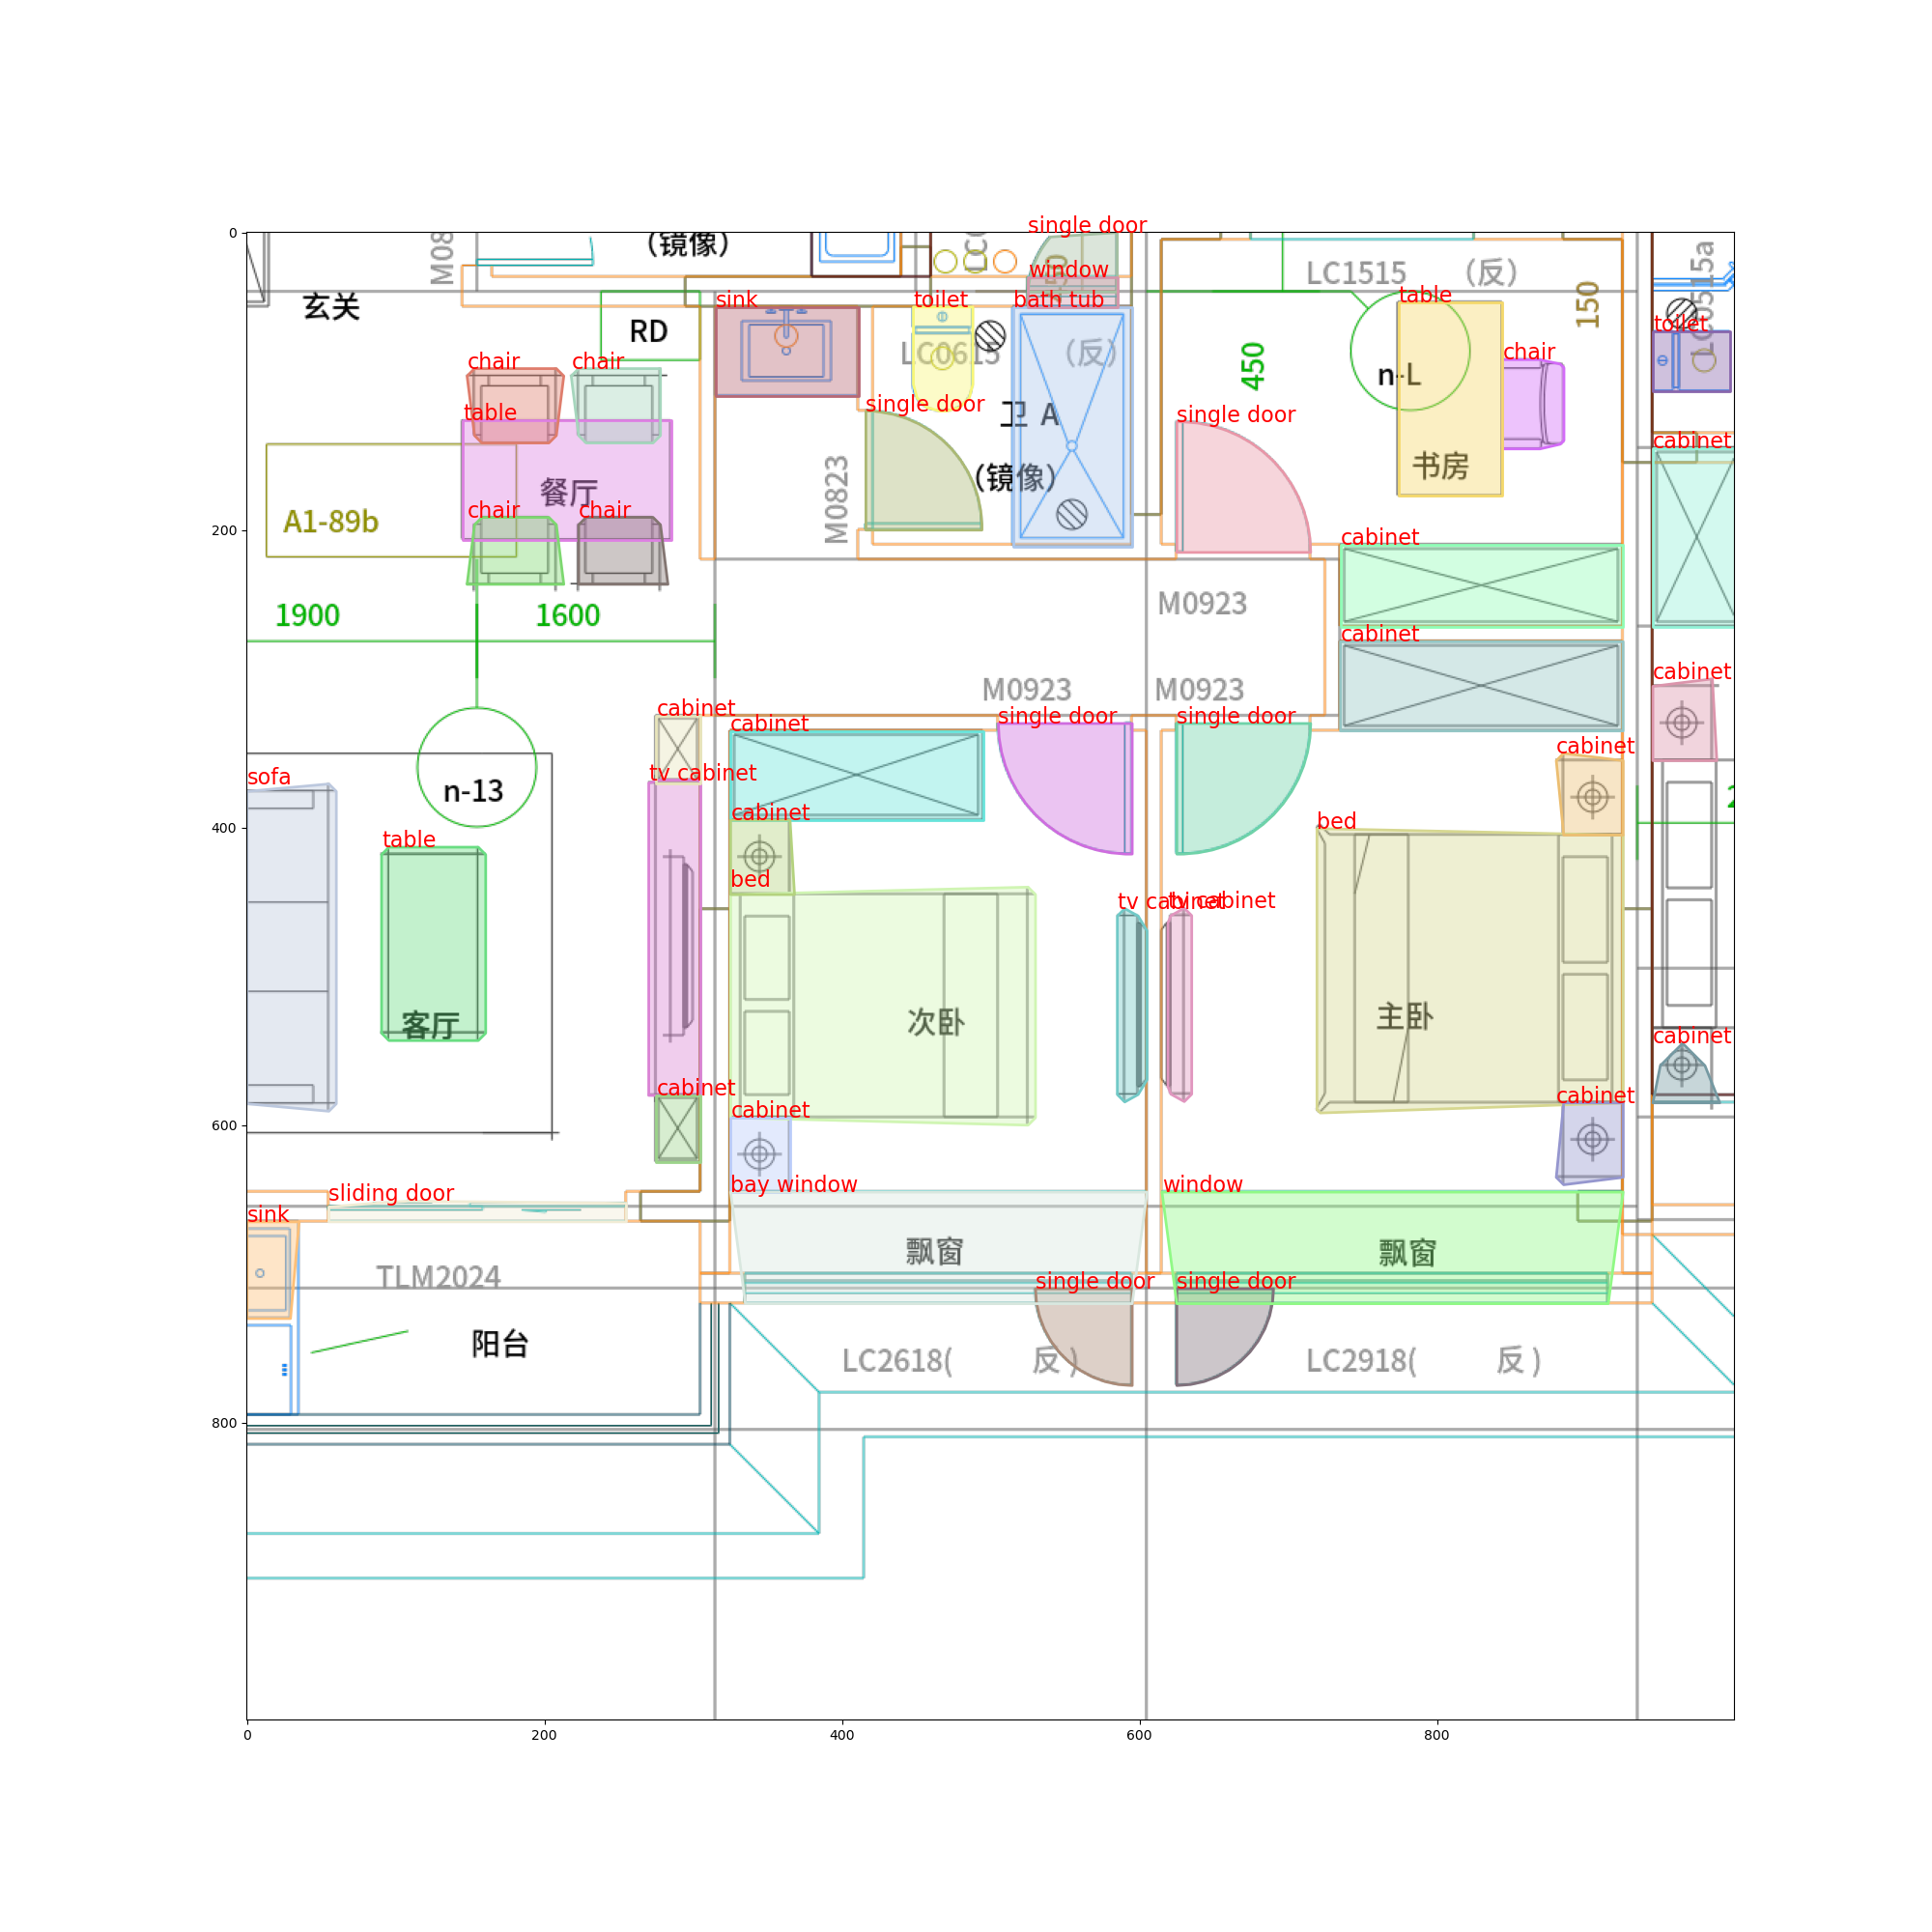 0
single door
M08
（镜像）
LC1515 （反）
window
玄关
sink
toilet
bath tub
table
150
RD
LC0615 （反）
toilet
chair
chair
chair
450
n-L
single door
卫 A
single door
table
cabinet
书房
（镜像）
M0823
餐厅
chair
chair
A1-89b
200
cabinet
1900
1600
M0923
cabinet
M0923
M0923
cabinet
cabinet
cabinet
single door
single door
cabinet
sofa
tv cabinet
n-13
cabinet
400
table
bed
bed
tv cabinet
tv cabinet
客厅
次卧
主卧
cabinet
cabinet
cabinet
cabinet
600
sliding door
bay window
window
sink
飘窗
飘窗
TLM2024
single door
single door
阳台
LC2618( 反 )
LC2918( 反 )
800
0
200
400
600
800